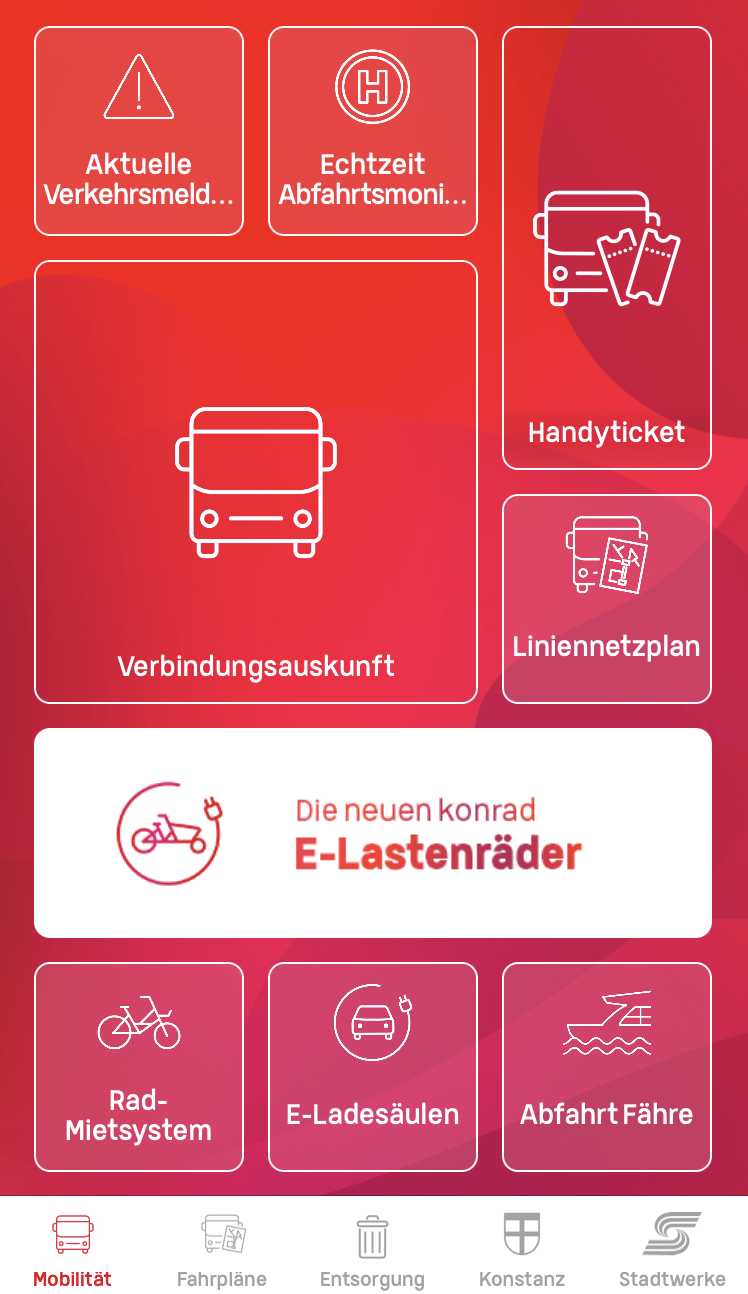 Aktuelle
Verkehrsmeld...
H
Echtzeit
Abfahrtsmoni...
Handyticket
Verbindungsauskunft
Liniennetzplan
Die neuen konrad
E-Lastenräder
Rad-
Mietsystem
E-Ladesäulen
Abfahrt Fähre
Mobilität
Fahrpläne
Entsorgung
Konstanz
Stadtwerke